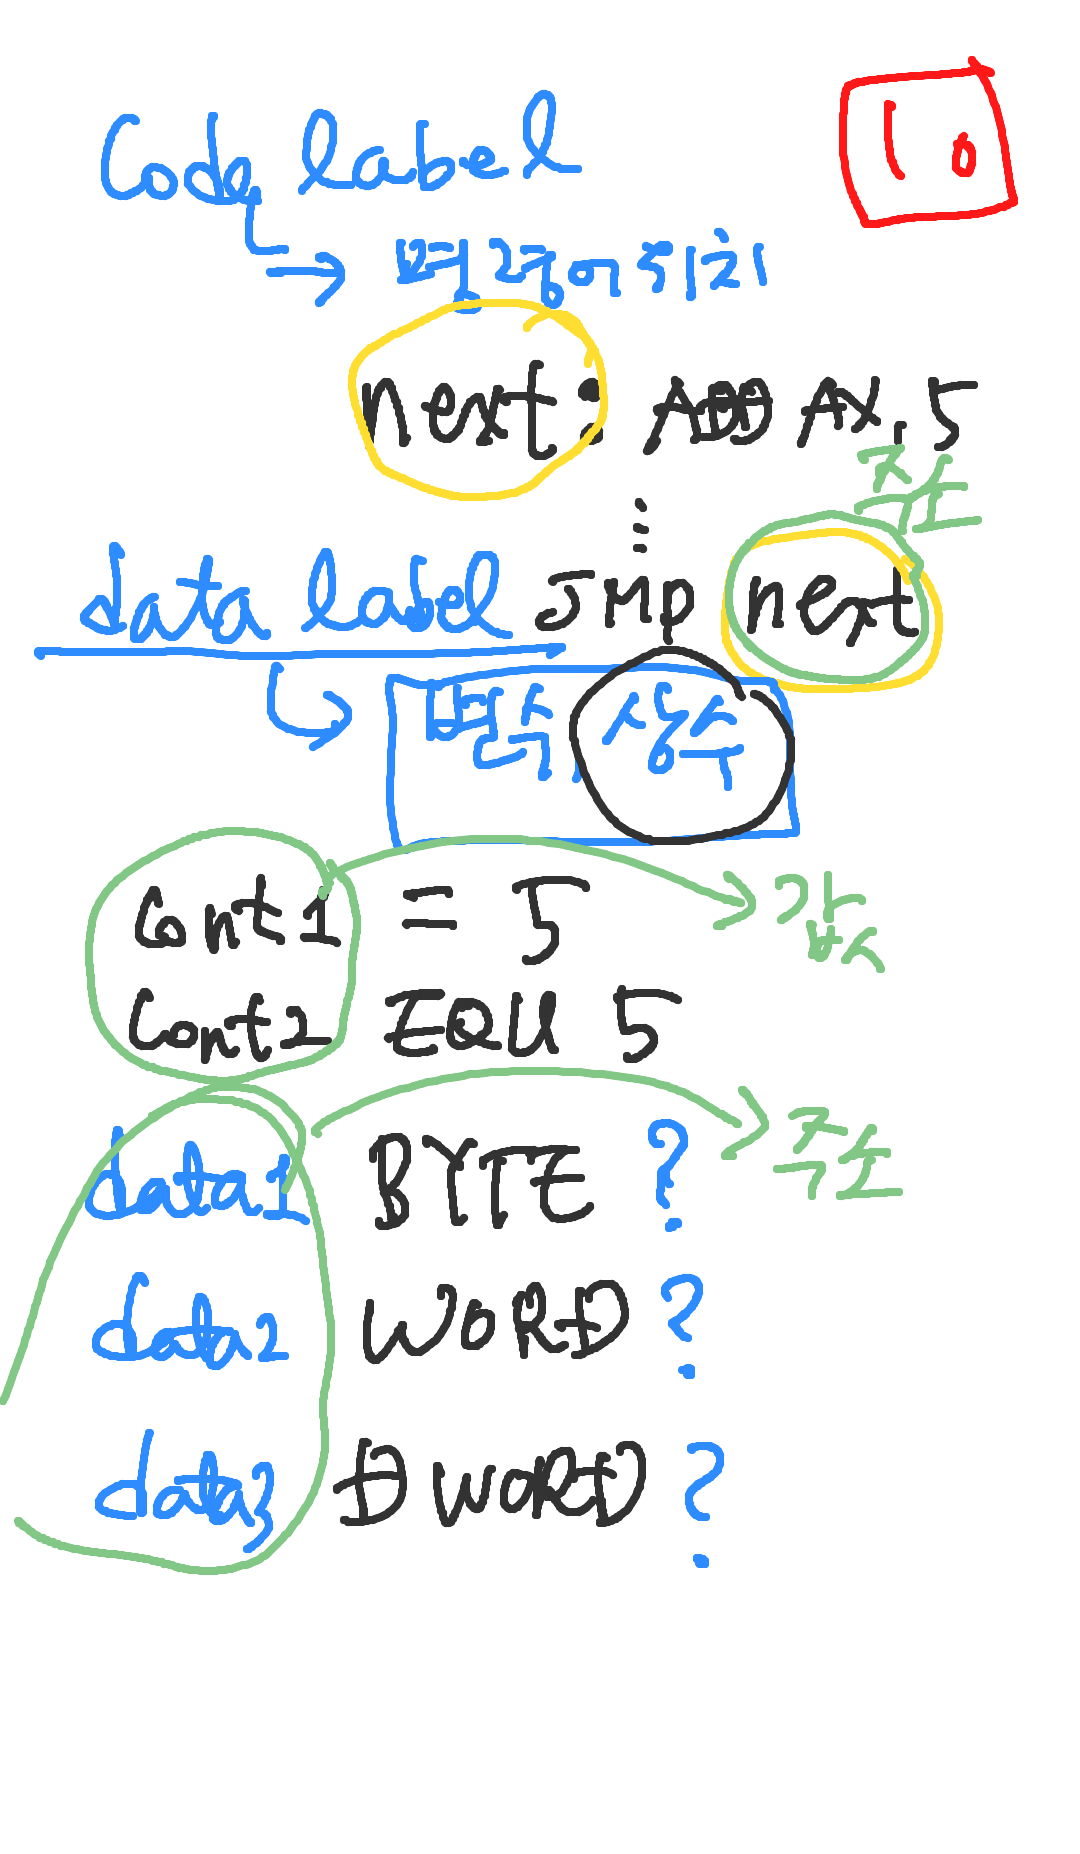 Code label
10
→ 명령어 위치
next: ADD AX, 5
주소
⋮
data label
JMP next
→ 변수, 상수
Cont1 = 5
→ 값
Cont2 EQU 5
data1 BYTE ?
→ 주소
data2 WORD ?
data3 DWORD ?